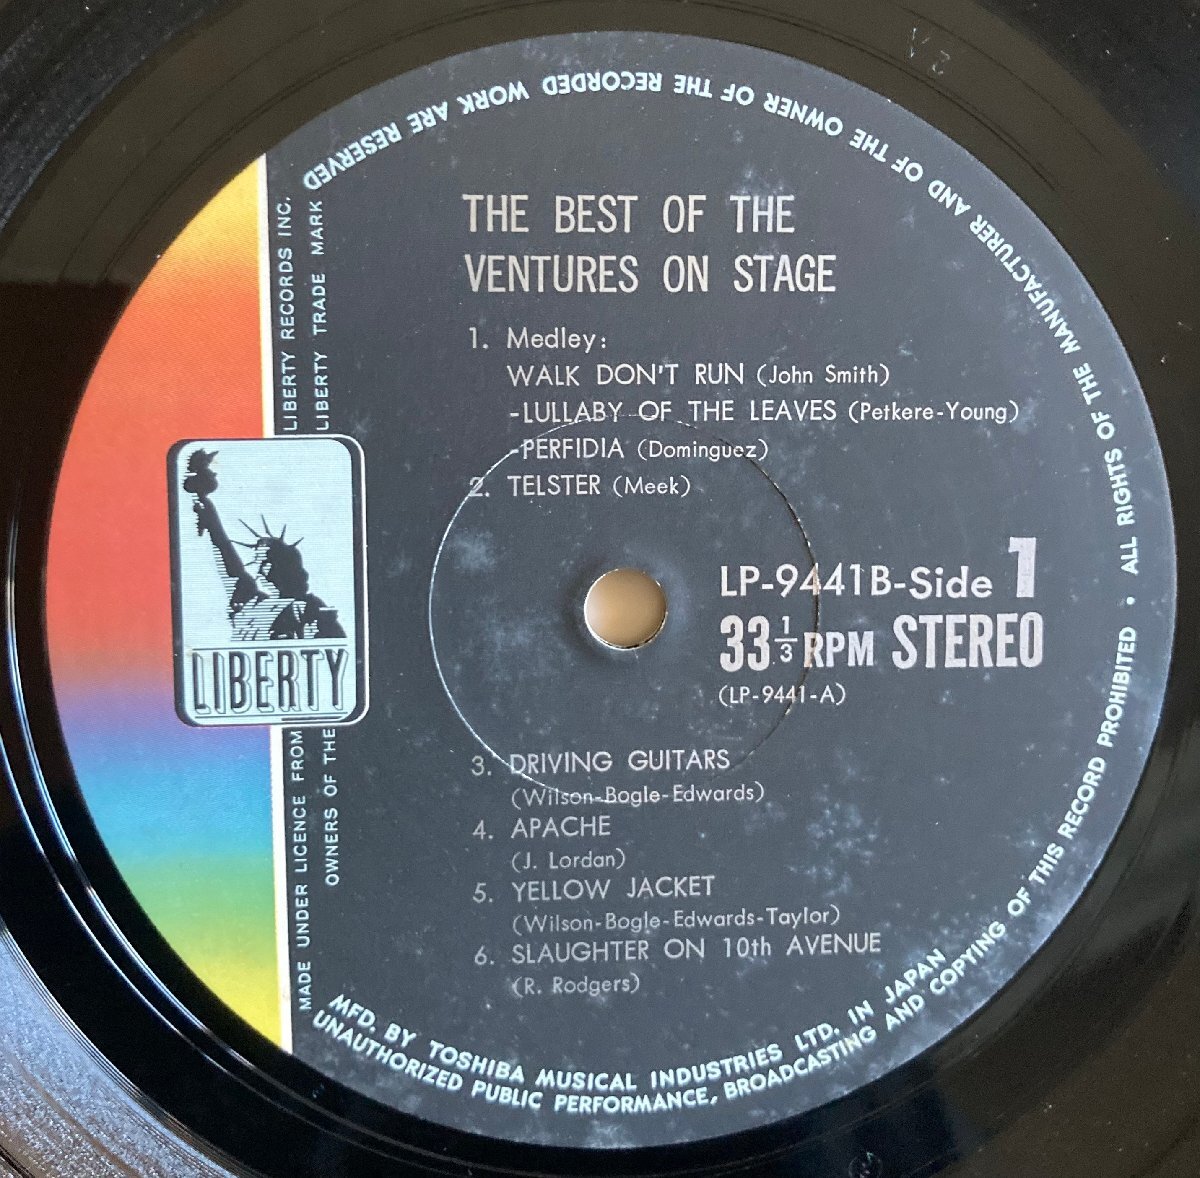 THE BEST OF THE
VENTURES ON STAGE
1. Medley:
WALK DON'T RUN (John Smith)
-LULLABY OF THE LEAVES (Petkere-Young)
-PERFIDIA (Dominguez)
2. TELSTER (Meek)
LP-9441B-Side 1
33 1/3 RPM STEREO
(LP-9441-A)
3. DRIVING GUITARS
(Wilson-Bogle-Edwards)
4. APACHE
(J. Lordan)
5. YELLOW JACKET
(Wilson-Bogle-Edwards-Taylor)
6. SLAUGHTER ON 10th AVENUE
(R. Rodgers)
LIBERTY
MADE UNDER LICENCE FROM LIBERTY RECORDS INC.
OWNERS OF THE LIBERTY TRADE MARK
MFD. BY TOSHIBA MUSICAL INDUSTRIES LTD. IN JAPAN
UNAUTHORIZED PUBLIC PERFORMANCE, BROADCASTING AND COPYING OF THIS RECORD PROHIBITED • ALL RIGHTS OF THE MANUFACTURER AND OF THE OWNER OF THE RECORDED WORK ARE RESERVED